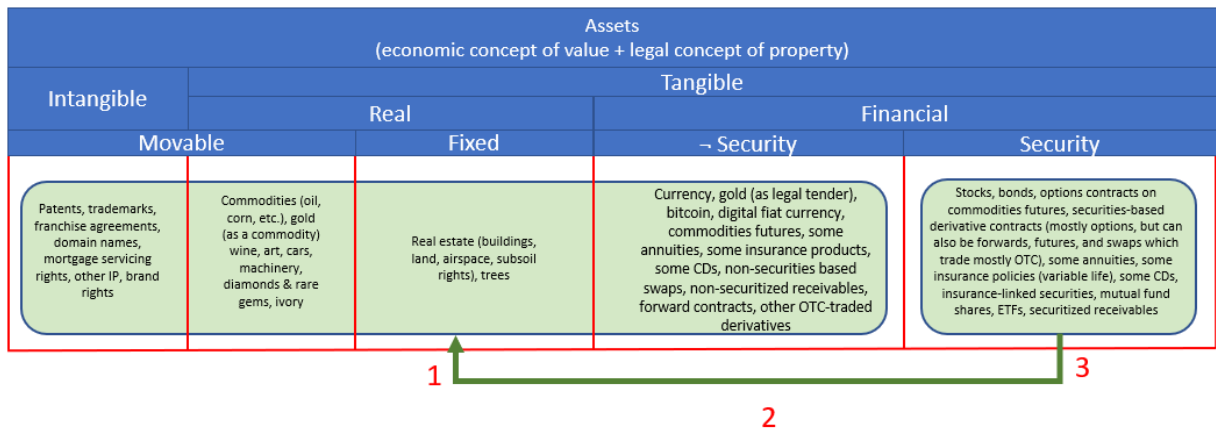 Assets
(economic concept of value + legal concept of property)
Intangible
Tangible
Real
Financial
Movable
Fixed
¬ Security
Security
Patents, trademarks,
franchise agreements,
domain names,
mortgage servicing
rights, other IP, brand
rights
Commodities (oil,
corn, etc.), gold
(as a commodity)
wine, art, cars,
machinery,
diamonds & rare
gems, ivory
Real estate (buildings,
land, airspace, subsoil
rights), trees
Currency, gold (as legal tender),
bitcoin, digital fiat currency,
commodities futures, some
annuities, some insurance products,
some CDs, non-securities based
swaps, non-securitized receivables,
forward contracts, other OTC-traded
derivatives
Stocks, bonds, options contracts on
commodities futures, securities-based
derivative contracts (mostly options, but can
also be forwards, futures, and swaps which
trade mostly OTC), some annuities, some
insurance policies (variable life), some CDs,
insurance-linked securities, mutual fund
shares, ETFs, securitized receivables
1
2
3